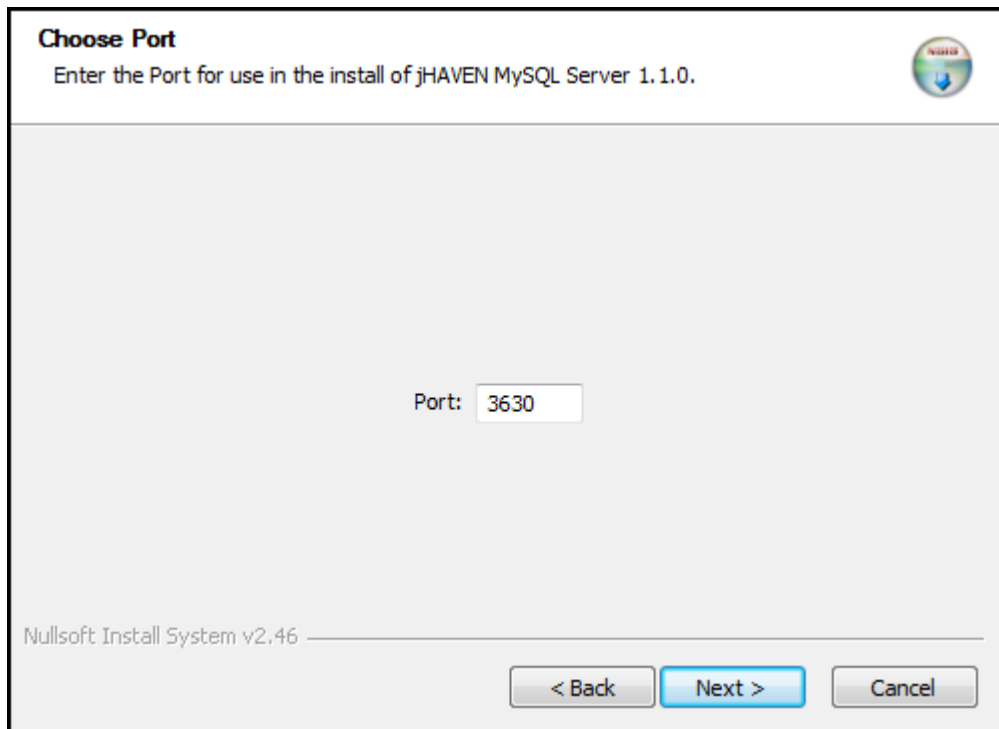 Choose Port
Enter the Port for use in the install of jHAVEN MySQL Server 1.1.0.
NSIS
Port: 3630
Nullsoft Install System v2.46
< Back Next > Cancel